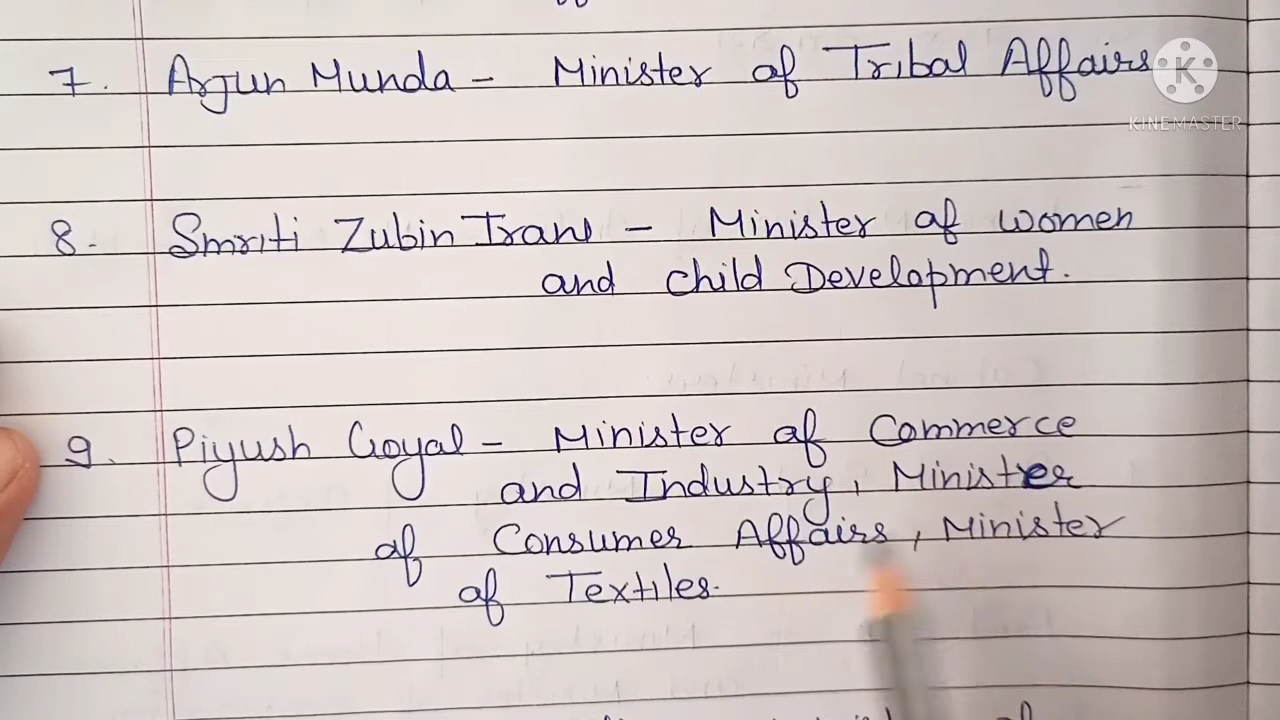 7. Arjun Munda - Minister of Tribal Affairs
KINEMASTER
8. Smriti Zubin Irani - Minister of women
and child Development.
9. Piyush Goyal - Minister of Commerce
and Industry, Minister
of Consumer Affairs, Minister
of Textiles.